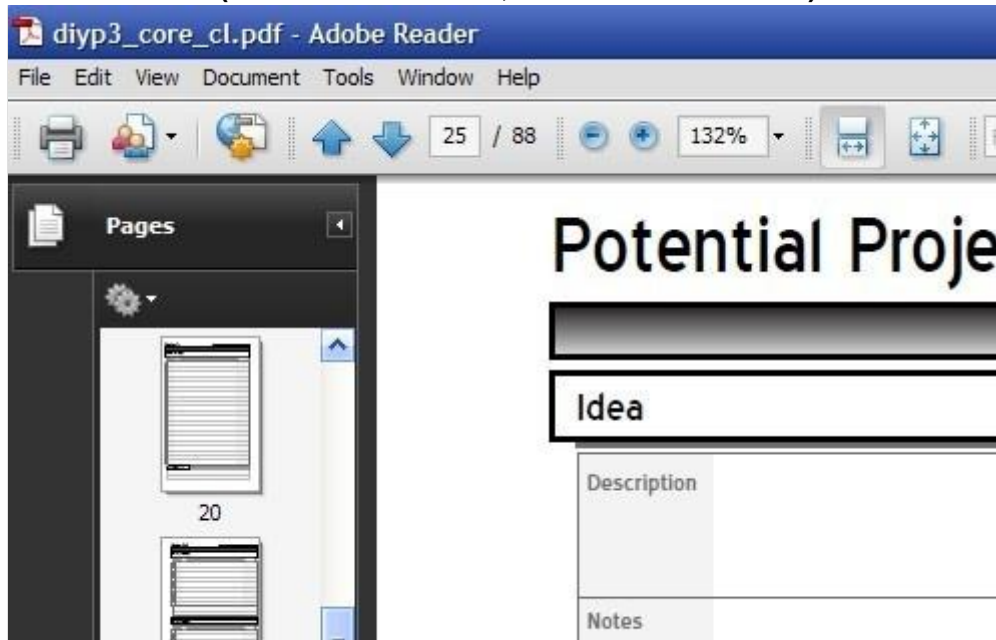 diyp3_core_cl.pdf - Adobe Reader
File Edit View Document Tools Window Help
25 / 88 132%
Pages
Potential Proje
Idea
Description
20
Notes